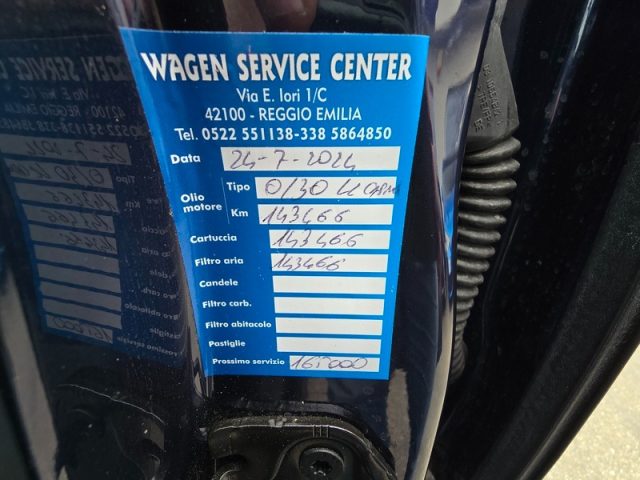 WAGEN SERVICE CENTER
Via E. Iori 1/C
42100 - REGGIO EMILIA
Tel. 0522 551138-338 5864850
Data 24-7-2024
Olio motore Tipo 0/30
Km 143466
Cartuccia 143466
Filtro aria 143466
Candele
Filtro carb.
Filtro abitacolo
Pastiglie
Prossimo servizio